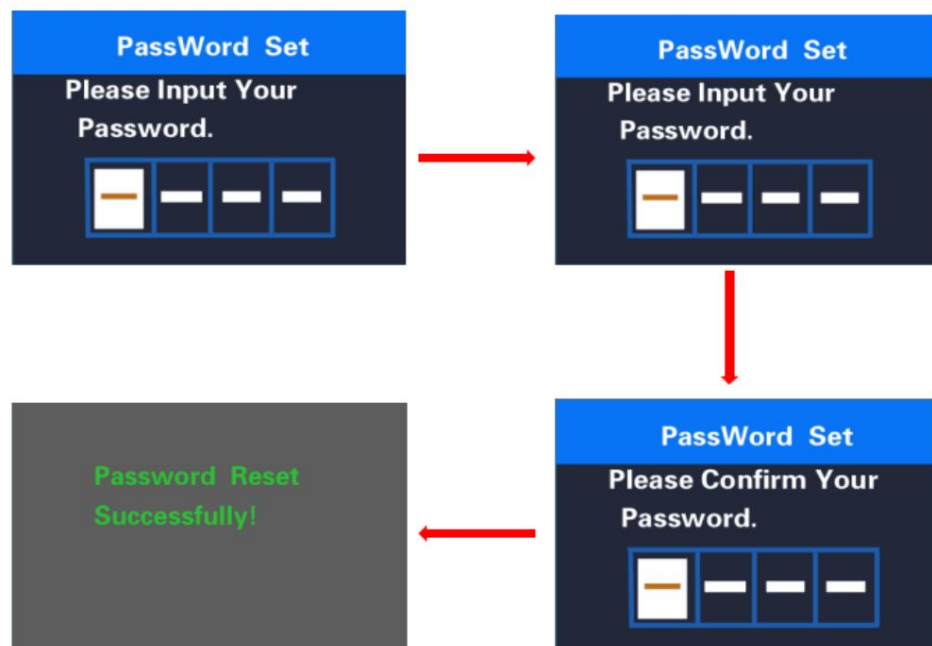 PassWord Set
Please Input Your
Password.
PassWord Set
Please Input Your
Password.
PassWord Set
Please Confirm Your
Password.
Password Reset
Successfully!